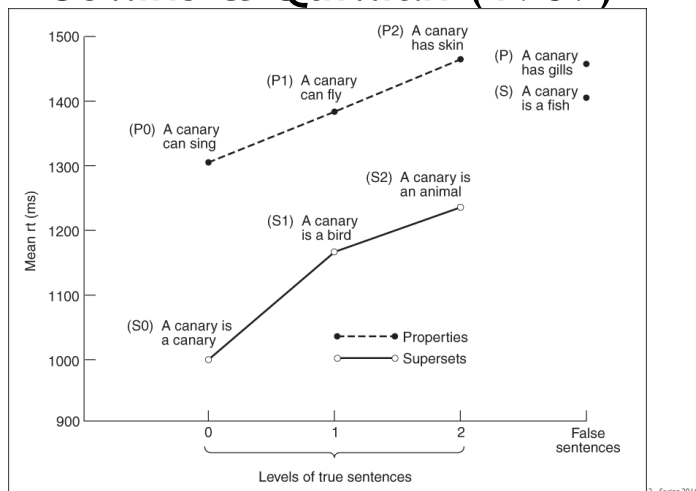 1500
1400
1300
1200
1100
1000
900
Mean rt (ms)
(P0) A canary
can sing
(P1) A canary
can fly
(P2) A canary
has skin
(P) A canary
has gills
(S) A canary
is a fish
(S0) A canary is
a canary
(S1) A canary
is a bird
(S2) A canary is
an animal
Properties
Supersets
0
1
2
False
sentences
Levels of true sentences